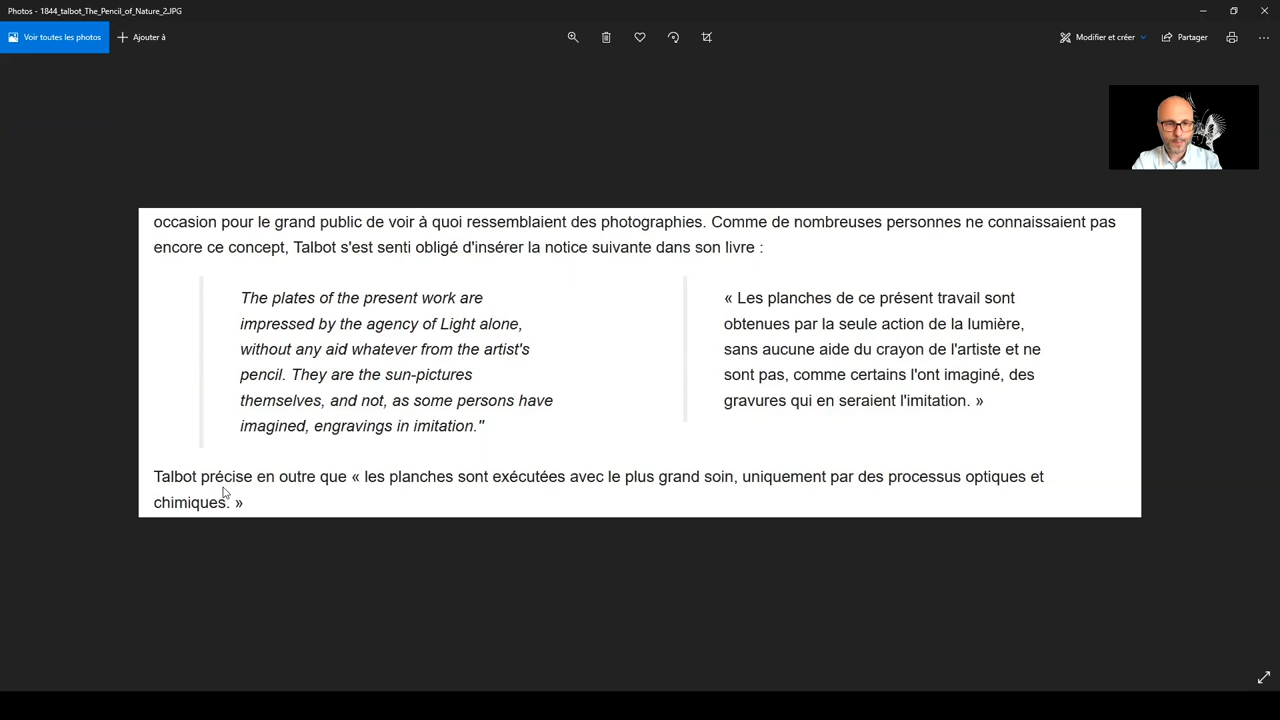 Photos - 1844_talbot_The_Pencil_of_Nature_2.JPG
Voir toutes les photos
Ajouter à
Modifier et créer
Partager
occasion pour le grand public de voir à quoi ressemblaient des photographies. Comme de nombreuses personnes ne connaissaient pas
encore ce concept, Talbot s'est senti obligé d'insérer la notice suivante dans son livre :
The plates of the present work are
impressed by the agency of Light alone,
without any aid whatever from the artist's
pencil. They are the sun-pictures
themselves, and not, as some persons have
imagined, engravings in imitation."
« Les planches de ce présent travail sont
obtenues par la seule action de la lumière,
sans aucune aide du crayon de l'artiste et ne
sont pas, comme certains l'ont imaginé, des
gravures qui en seraient l'imitation. »
Talbot précise en outre que « les planches sont exécutées avec le plus grand soin, uniquement par des processus optiques et
chimiques. »